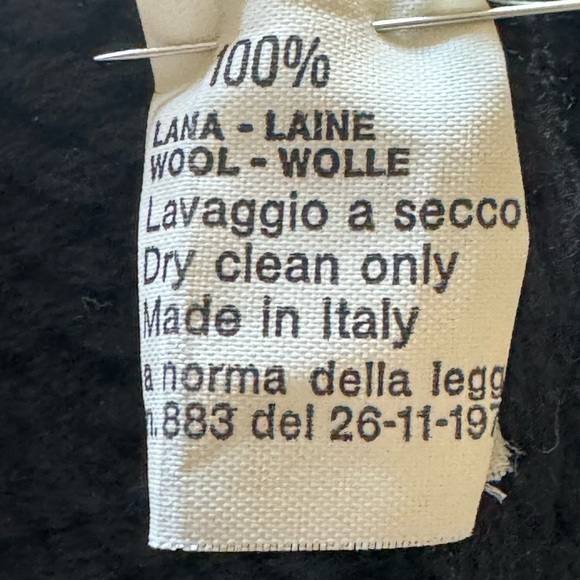 100%
LANA - LAINE
WOOL - WOLLE
Lavaggio a secco
Dry clean only
Made in Italy
a norma della legg
n.883 del 26-11-197